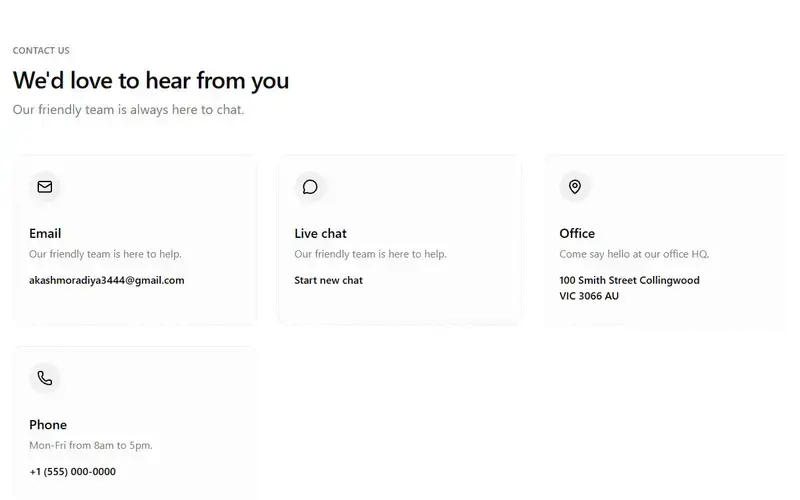 CONTACT US
We'd love to hear from you
Our friendly team is always here to chat.
Email
Our friendly team is here to help.
akashmoradiya3444@gmail.com
Live chat
Our friendly team is here to help.
Start new chat
Office
Come say hello at our office HQ.
100 Smith Street Collingwood
VIC 3066 AU
Phone
Mon-Fri from 8am to 5pm.
+1 (555) 000-0000